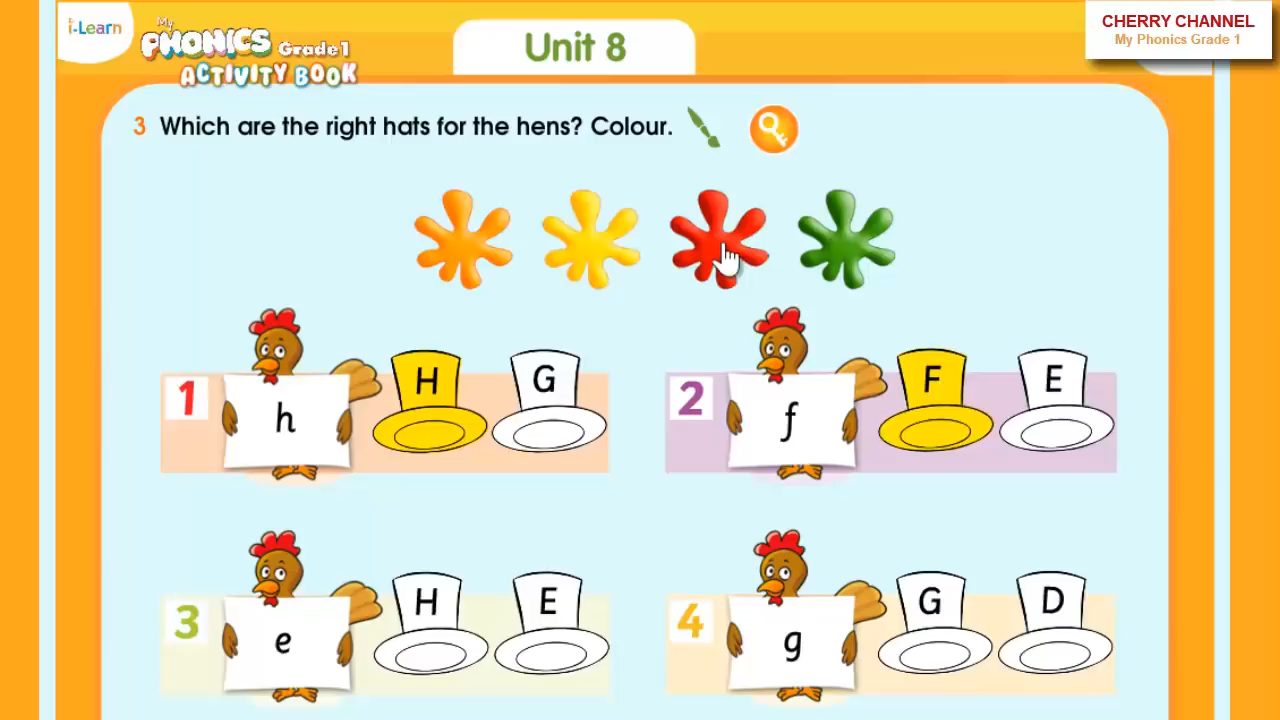 i-Learn
My
PHONICS Grade 1
ACTIVITY BOOK
Unit 8
CHERRY CHANNEL
My Phonics Grade 1
3 Which are the right hats for the hens? Colour.
1 h H G
2 f F E
3 e H E
4 g G D